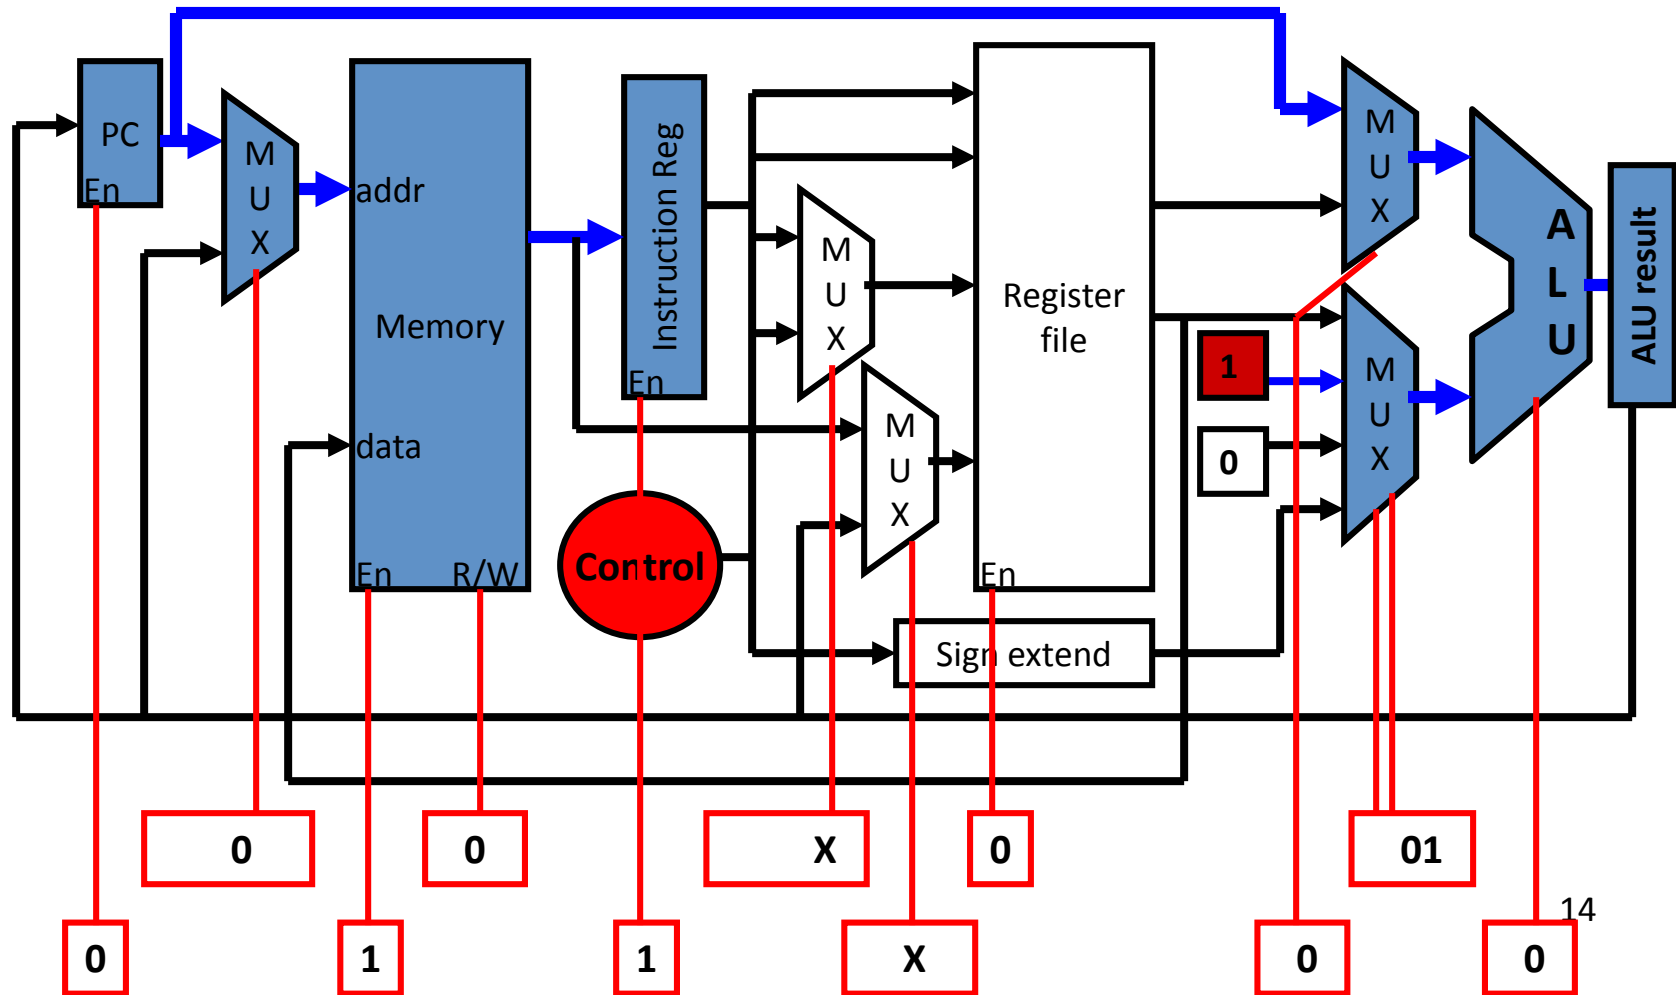 PC
En
M
U
X
addr
Memory
data
En
R/W
Instruction Reg
En
Control
M
U
X
M
U
X
Register
file
En
Sign extend
1
0
M
U
X
M
U
X
A
L
U
ALU result
0
0
X
0
01
14
0
1
1
X
0
0